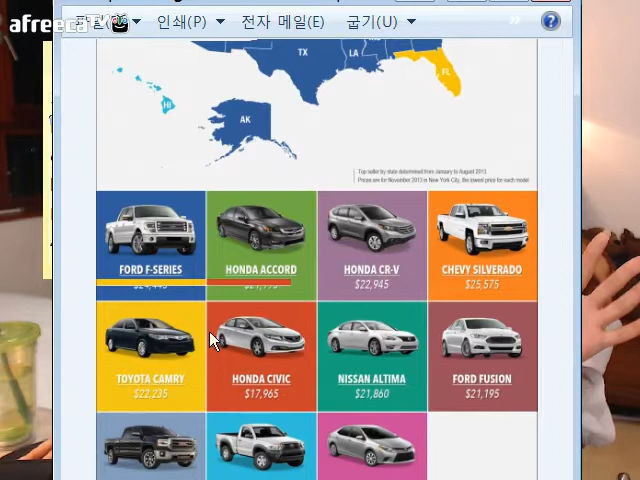 afreeca
인쇄(P)
전자 메일(E)
굽기(U)
TX
LA
FL
HI
AK
Top seller by state determined from January to August 2013.
Prices are for November 2013 in New York City, the lowest price for each model.
FORD F-SERIES
HONDA ACCORD
HONDA CR-V
$22,945
CHEVY SILVERADO
$25,575
TOYOTA CAMRY
$22,235
HONDA CIVIC
$17,965
NISSAN ALTIMA
$21,860
FORD FUSION
$21,195